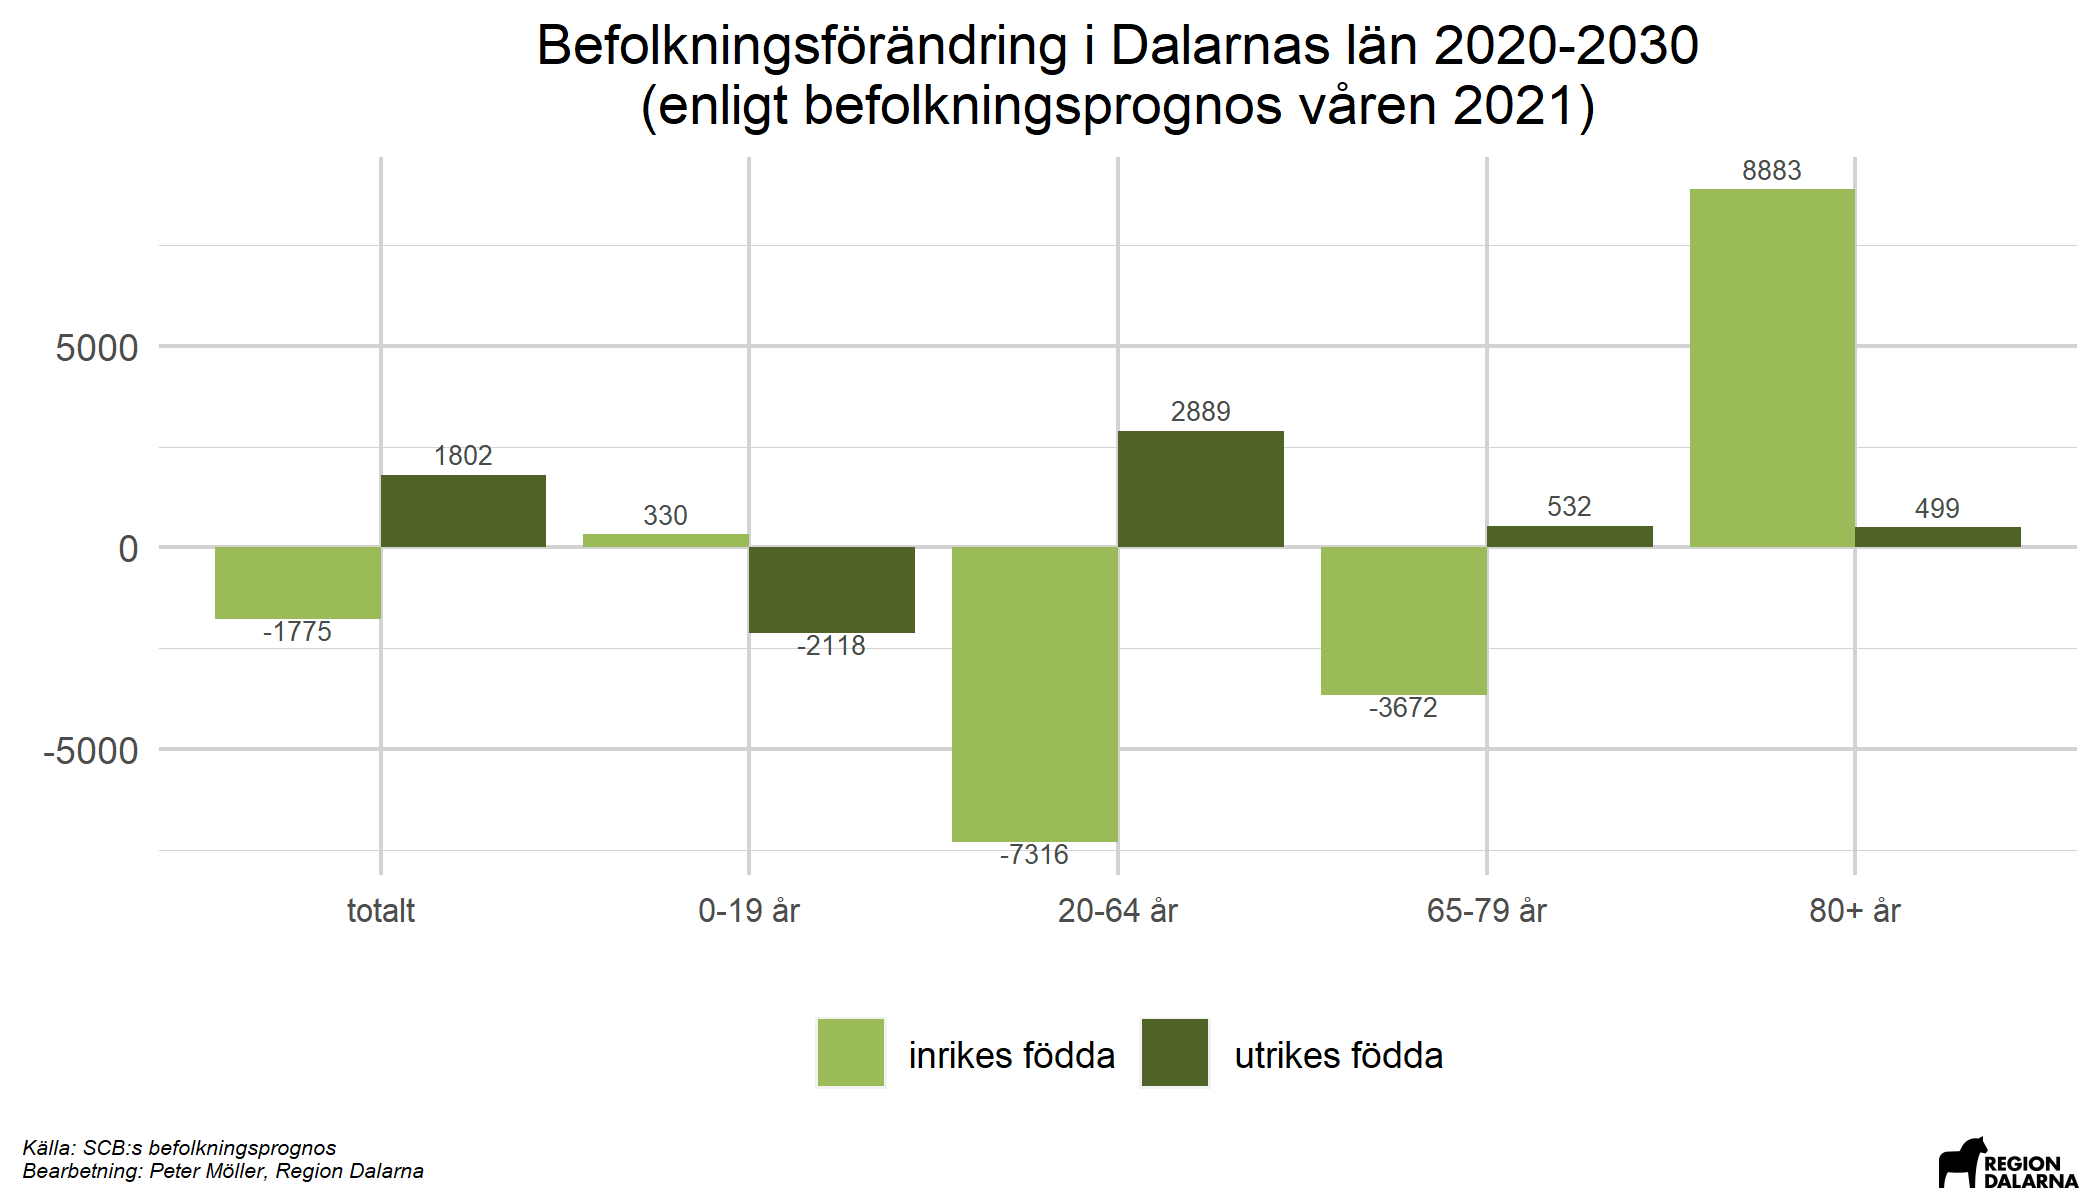 Befolkningsförändring i Dalarnas län 2020-2030
(enligt befolkningsprognos våren 2021)
8883
5000
2889
1802
532
499
330
0
-1775
-2118
-3672
-5000
-7316
totalt
0-19 år
20-64 år
65-79 år
80+ år
inrikes födda
utrikes födda
Källa: SCB:s befolkningsprognos
Bearbetning: Peter Möller, Region Dalarna
REGION
DALARNA